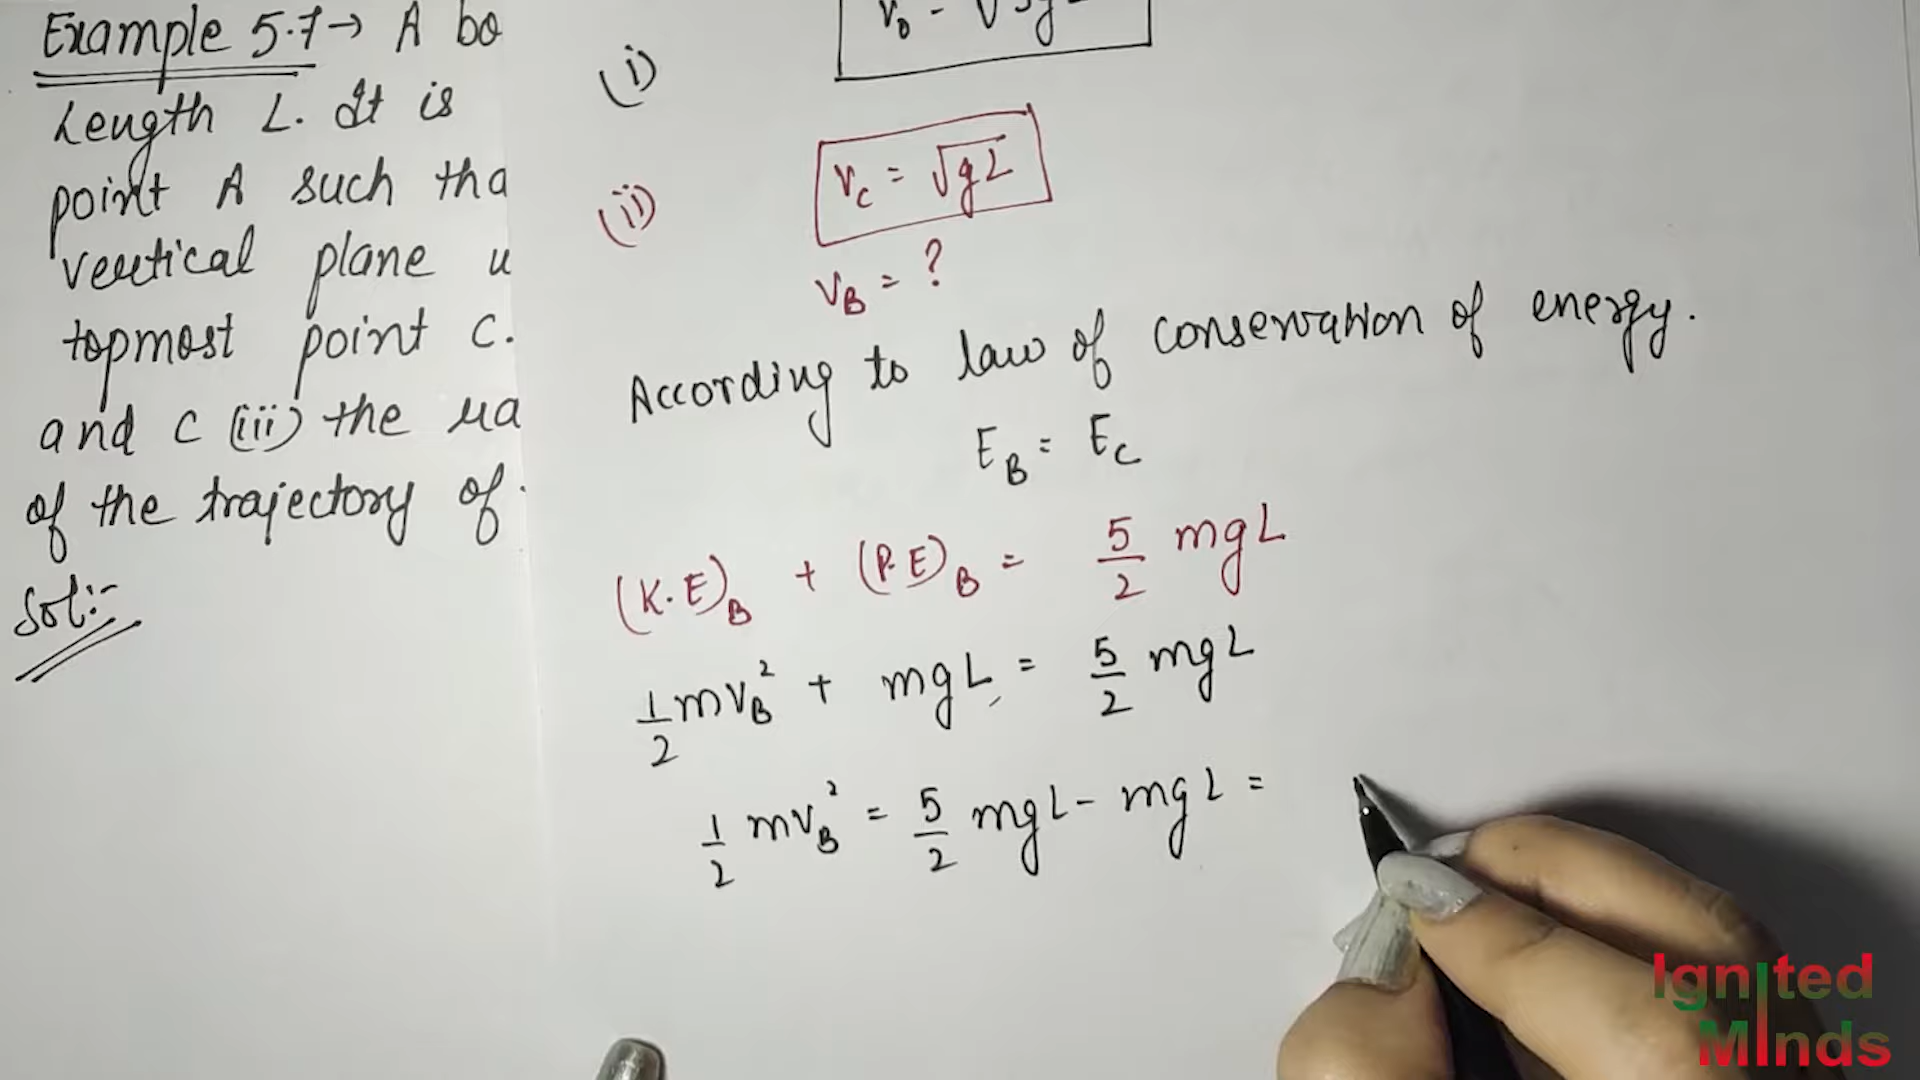 Example 5.7→ A bo
Length L. It is
point A such tha
vertical plane
topmost point C.
and C (iii) the ra
of the trajectory of
Sol:-
(i)
(ii) v_C = √gL
v_B = ?
According to law of conservation of energy.
E_B = E_C
(K.E)_B + (P.E)_B = 5/2 mgL
1/2 mv_B² + mgL = 5/2 mgL
1/2 mv_B² = 5/2 mgL - mgL =
Ignited
Minds